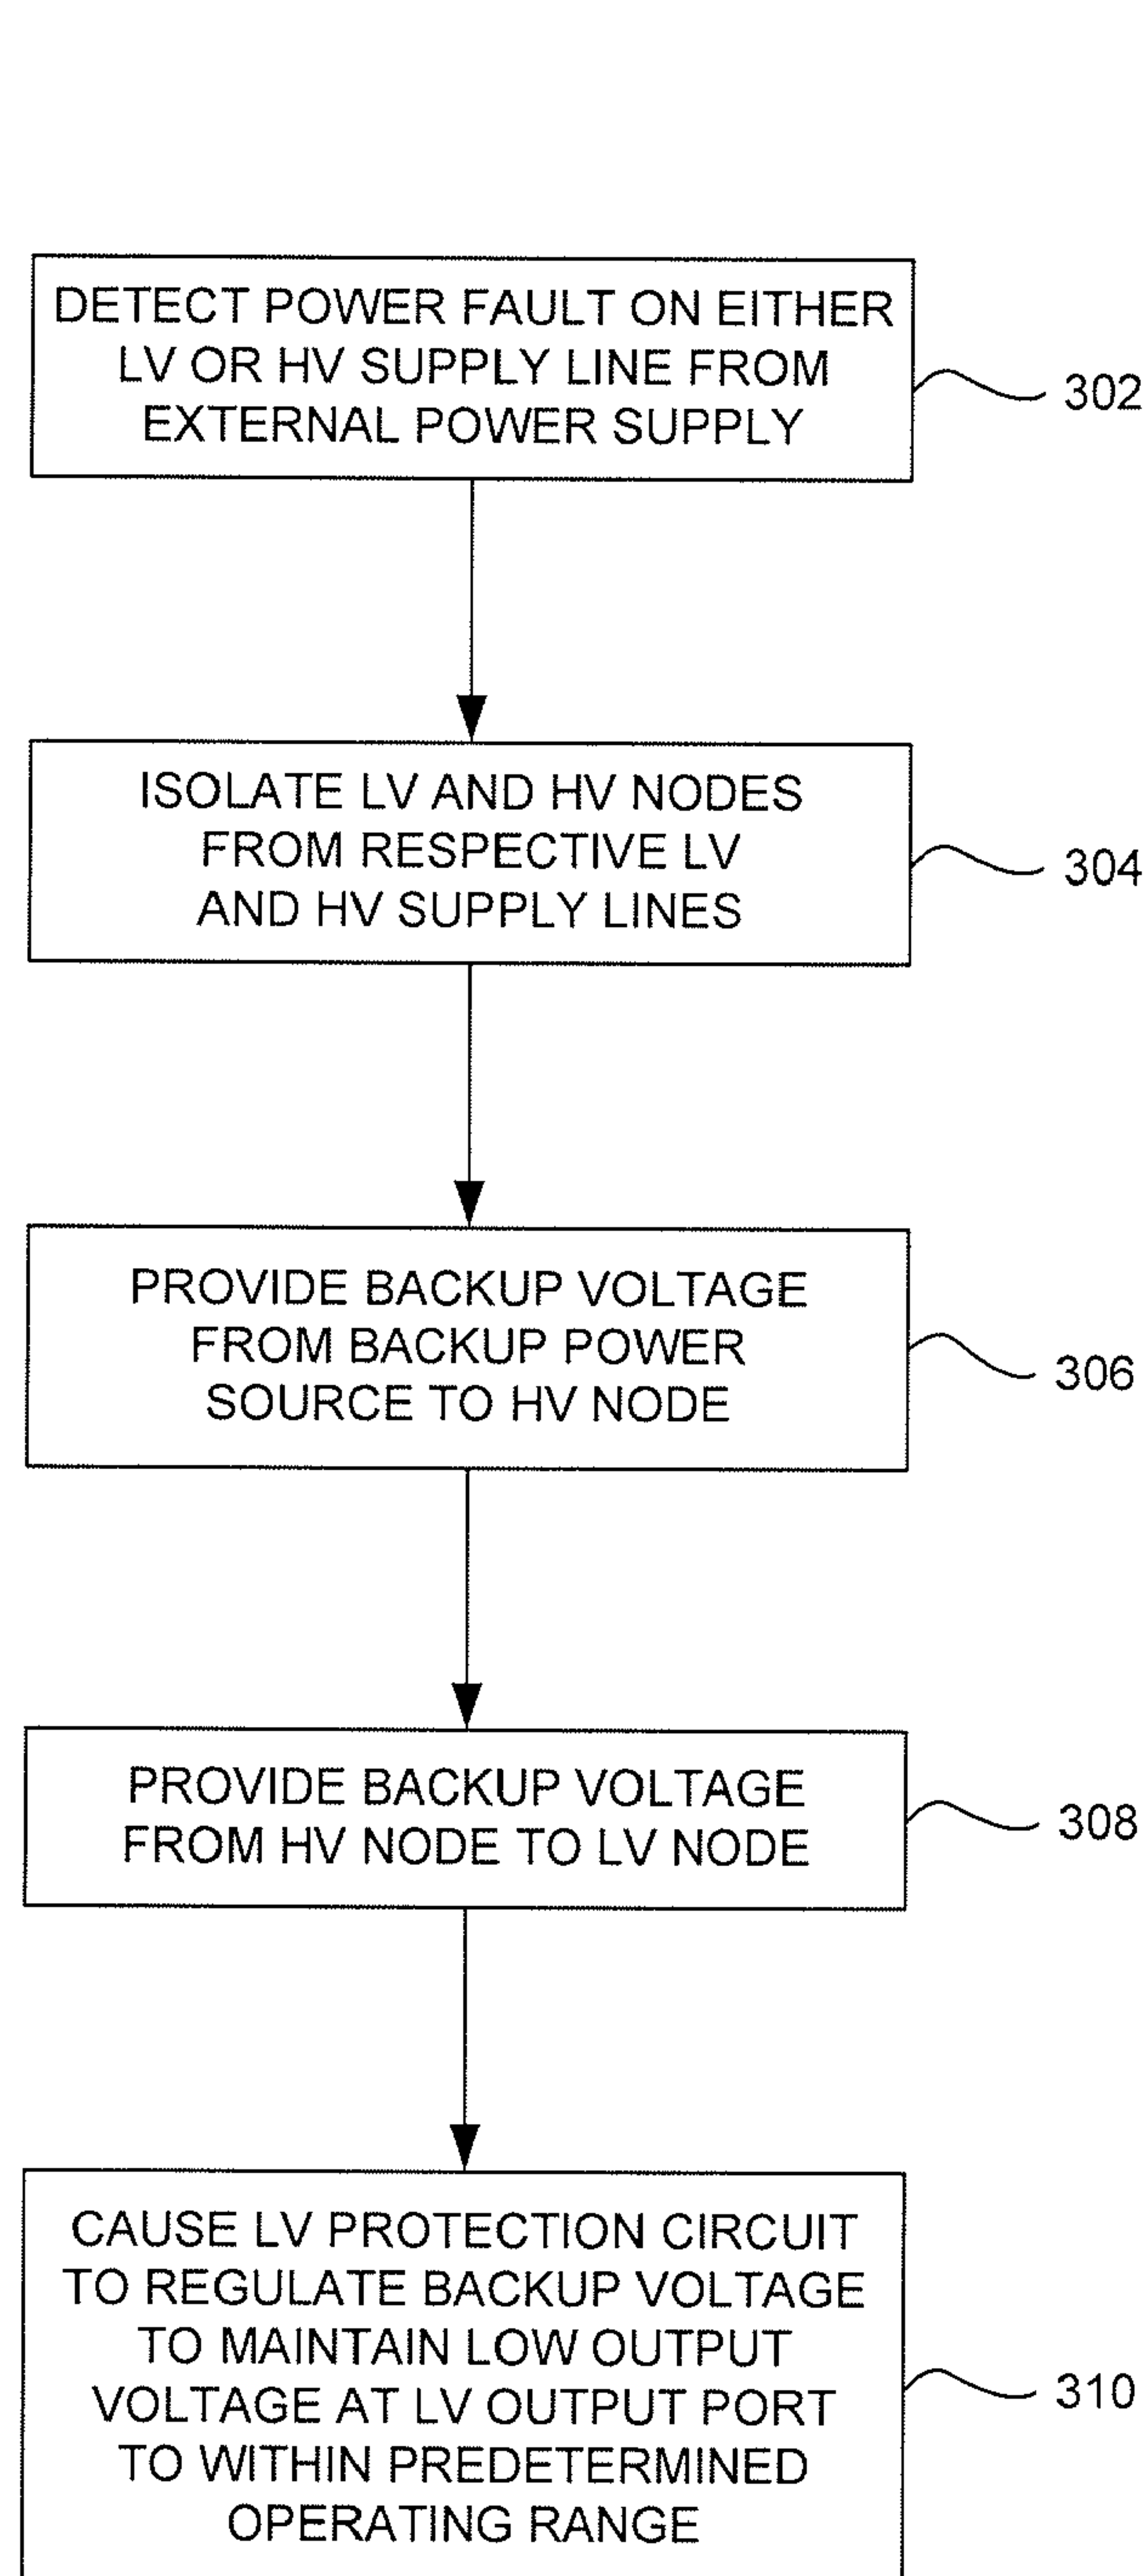 DETECT POWER FAULT ON EITHER
LV OR HV SUPPLY LINE FROM
EXTERNAL POWER SUPPLY
302
ISOLATE LV AND HV NODES
FROM RESPECTIVE LV
AND HV SUPPLY LINES
304
PROVIDE BACKUP VOLTAGE
FROM BACKUP POWER
SOURCE TO HV NODE
306
PROVIDE BACKUP VOLTAGE
FROM HV NODE TO LV NODE
308
CAUSE LV PROTECTION CIRCUIT
TO REGULATE BACKUP VOLTAGE
TO MAINTAIN LOW OUTPUT
VOLTAGE AT LV OUTPUT PORT
TO WITHIN PREDETERMINED
OPERATING RANGE
310